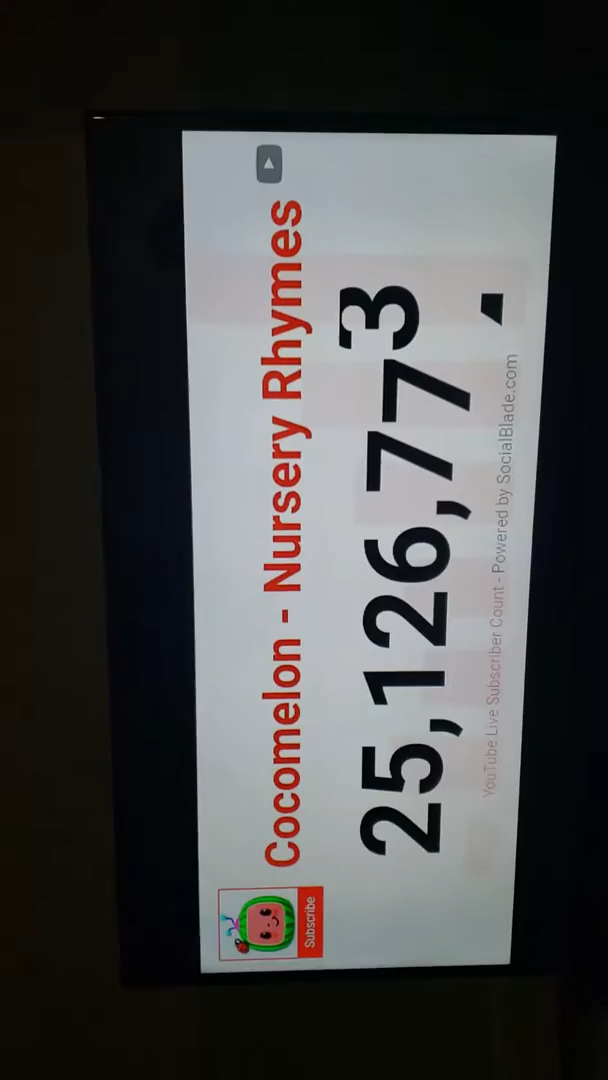 Cocomelon - Nursery Rhymes
Subscribe
25,126,773
YouTube Live Subscriber Count - Powered by SocialBlade.com